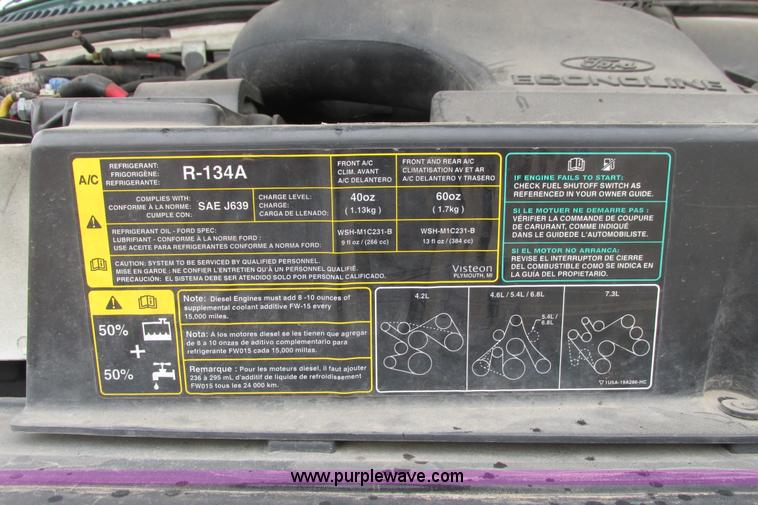 Ford
ECONOLINE
A/C
REFRIGERANT:
FRIGORIGÈNE:
REFRIGERANTE:
R-134A
FRONT A/C
CLIM. AVANT
A/C DELANTERO
FRONT AND REAR A/C
CLIMATISATION AV ET AR
A/C DELANTERO Y TRASERO
COMPLIES WITH:
CONFORME À LA NORME:
CUMPLE CON:
SAE J639
CHARGE LEVEL:
CHARGE:
CARGA DE LLENADO:
40oz
(1.13kg)
60oz
(1.7kg)
REFRIGERANT OIL - FORD SPEC:
LUBRIFIANT - CONFORME À LA NORME FORD:
USE ACEITE PARA REFRIGERANTES CONFORME A NORMA FORD:
WSH-M1C231-B
9 fl oz / (266 cc)
WSH-M1C231-B
13 fl oz / (384 cc)
CAUTION: SYSTEM TO BE SERVICED BY QUALIFIED PERSONNEL.
MISE EN GARDE : NE CONFIER L'ENTRETIEN QU'À UN PERSONNEL QUALIFIÉ.
PRECAUCIÓN: EL SISTEMA DEBE SER ATENDIDO SOLO POR PERSONAL CALIFICADO.
Visteon
PLYMOUTH, MI
IF ENGINE FAILS TO START:
CHECK FUEL SHUTOFF SWITCH AS
REFERENCED IN YOUR OWNER GUIDE.
SI LE MOTUER NE DEMARRE PAS :
VÉRIFIER LA COMMANDE DE COUPURE
DE CARURANT, COMME INDIQUÉ
DANS LE GUIDEDE L'AUTOMOBILISTE.
SI EL MOTOR NO ARRANCA:
REVISE EL INTERRUPTOR DE CIERRE
DEL COMBUSTIBLE COMO SE INDICA EN
LA GUIA DEL PROPIETARIO.
50%
+
50%
Note: Diesel Engines must add 8 -10 ounces of
supplemental coolant additive FW-15 every
15,000 miles.
Nota: A los motores diesel se les tienen que agregar
de 8 a 10 onzas de aditivo complementario para
refrigerante FW015 cada 15,000 millas.
Remarque : Pour les moteurs diesel, il faut ajouter
236 à 295 mL d'additif de liquide de refroidissement
FW015 tous les 24 000 km.
4.2L
4.6L / 5.4L / 6.8L
5.4L /
6.8L
7.3L
1U5A-19A286-HC
www.purplewave.com